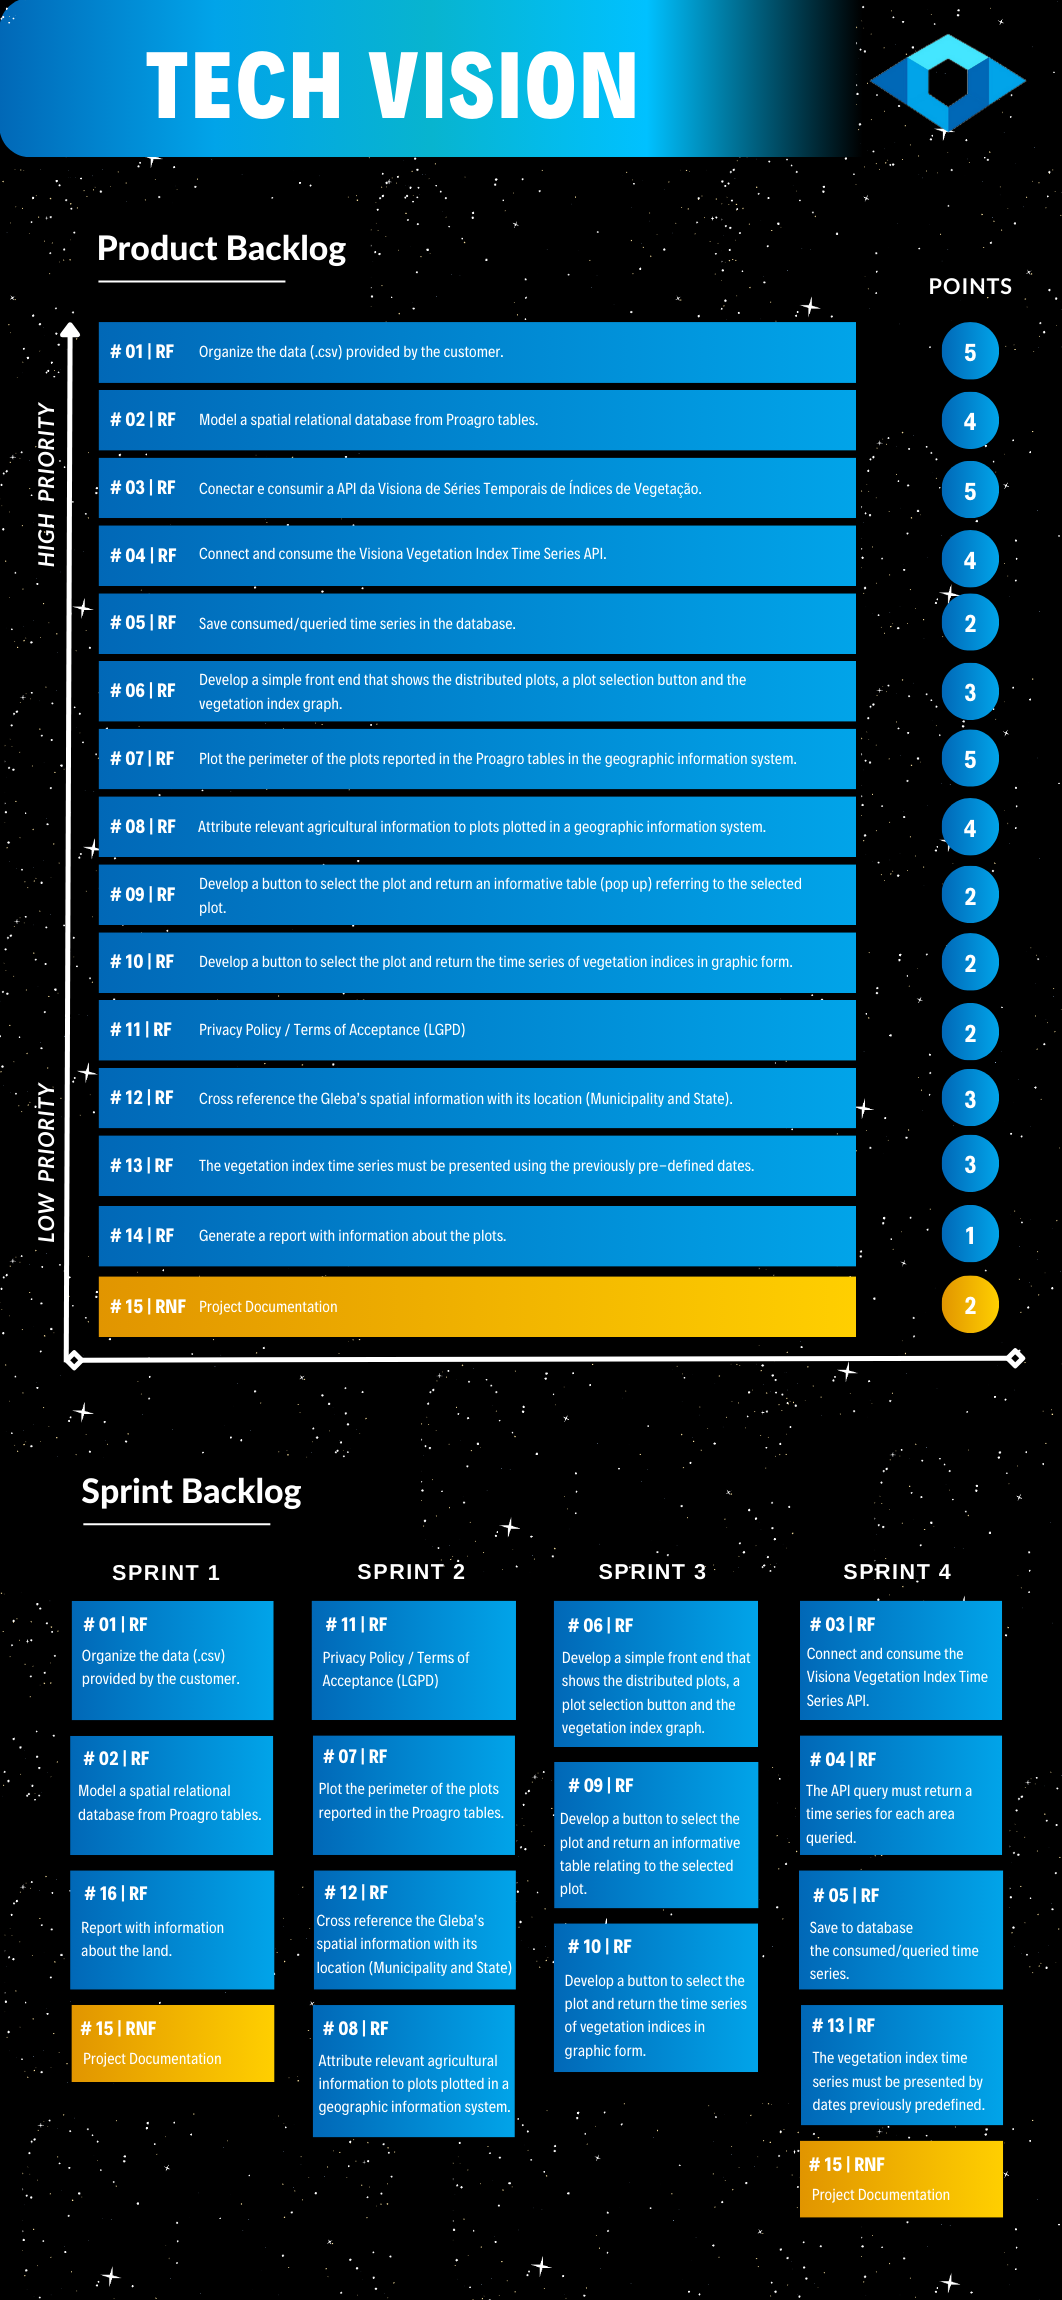 TECH VISION
Product Backlog
POINTS
HIGH PRIORITY
LOW PRIORITY
# 01 | RF Organize the data (.csv) provided by the customer. 5
# 02 | RF Model a spatial relational database from Proagro tables. 4
# 03 | RF Conectar e consumir a API da Visiona de Séries Temporais de Índices de Vegetação. 5
# 04 | RF Connect and consume the Visiona Vegetation Index Time Series API. 4
# 05 | RF Save consumed/queried time series in the database. 2
# 06 | RF Develop a simple front end that shows the distributed plots, a plot selection button and the
vegetation index graph. 3
# 07 | RF Plot the perimeter of the plots reported in the Proagro tables in the geographic information system. 5
# 08 | RF Attribute relevant agricultural information to plots plotted in a geographic information system. 4
# 09 | RF Develop a button to select the plot and return an informative table (pop up) referring to the selected
plot. 2
# 10 | RF Develop a button to select the plot and return the time series of vegetation indices in graphic form. 2
# 11 | RF Privacy Policy / Terms of Acceptance (LGPD) 2
# 12 | RF Cross reference the Gleba's spatial information with its location (Municipality and State). 3
# 13 | RF The vegetation index time series must be presented using the previously pre-defined dates. 3
# 14 | RF Generate a report with information about the plots. 1
# 15 | RNF Project Documentation 2
Sprint Backlog
SPRINT 1
# 01 | RF
Organize the data (.csv)
provided by the customer.
# 02 | RF
Model a spatial relational
database from Proagro tables.
# 16 | RF
Report with information
about the land.
# 15 | RNF
Project Documentation
SPRINT 2
# 11 | RF
Privacy Policy / Terms of
Acceptance (LGPD)
# 07 | RF
Plot the perimeter of the plots
reported in the Proagro tables.
# 12 | RF
Cross reference the Gleba's
spatial information with its
location (Municipality and State)
# 08 | RF
Attribute relevant agricultural
information to plots plotted in a
geographic information system.
SPRINT 3
# 06 | RF
Develop a simple front end that
shows the distributed plots, a
plot selection button and the
vegetation index graph.
# 09 | RF
Develop a button to select the
plot and return an informative
table relating to the selected
plot.
# 10 | RF
Develop a button to select the
plot and return the time series
of vegetation indices in
graphic form.
SPRINT 4
# 03 | RF
Connect and consume the
Visiona Vegetation Index Time
Series API.
# 04 | RF
The API query must return a
time series for each area
queried.
# 05 | RF
Save to database
the consumed/queried time
series.
# 13 | RF
The vegetation index time
series must be presented by
dates previously predefined.
# 15 | RNF
Project Documentation